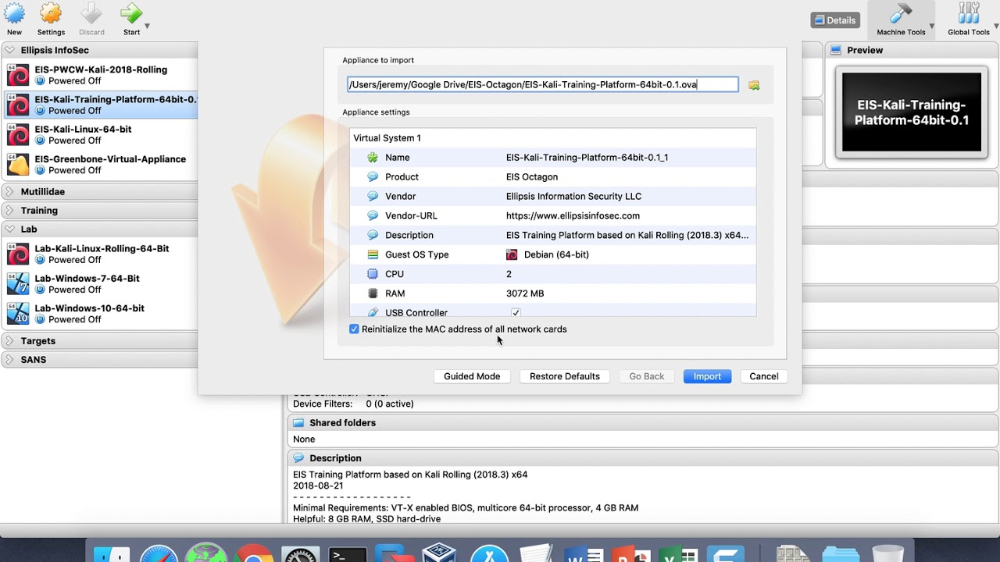 New
Settings
Discard
Start
Details
Machine Tools
Global Tools
Ellipsis InfoSec
64
EIS-PWCW-Kali-2018-Rolling
Powered Off
64
EIS-Kali-Training-Platform-64bit-0.
Powered Off
64
EIS-Kali-Linux-64-bit
Powered Off
64
EIS-Greenbone-Virtual-Appliance
Powered Off
Mutillidae
Training
Lab
64
Lab-Kali-Linux-Rolling-64-Bit
Powered Off
64
7
Lab-Windows-7-64-Bit
Powered Off
64
10
Lab-Windows-10-64-bit
Powered Off
Targets
SANS
Appliance to import
/Users/jeremy/Google Drive/EIS-Octagon/EIS-Kali-Training-Platform-64bit-0.1.ova
Appliance settings
Virtual System 1
Name EIS-Kali-Training-Platform-64bit-0.1_1
Product EIS Octagon
Vendor Ellipsis Information Security LLC
Vendor-URL https://www.ellipsisinfosec.com
Description EIS Training Platform based on Kali Rolling (2018.3) x64...
Guest OS Type Debian (64-bit)
CPU 2
RAM 3072 MB
USB Controller
Reinitialize the MAC address of all network cards
Guided Mode
Restore Defaults
Go Back
Import
Cancel
Preview
EIS-Kali-Training-
Platform-64bit-0.1
Device Filters: 0 (0 active)
Shared folders
None
Description
EIS Training Platform based on Kali Rolling (2018.3) x64
2018-08-21
- - - - - - - - - - - - - - - - - -
Minimal Requirements: VT-X enabled BIOS, multicore 64-bit processor, 4 GB RAM
Helpful: 8 GB RAM, SSD hard-drive